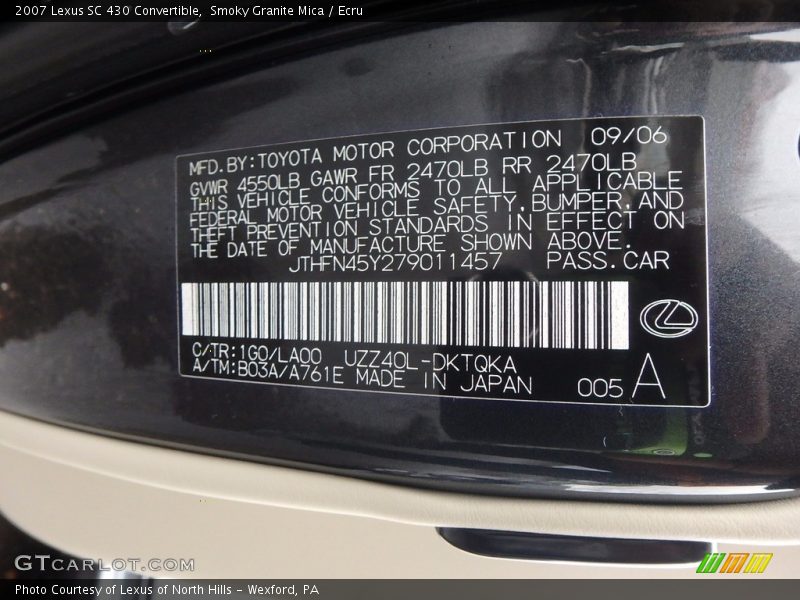 2007 Lexus SC 430 Convertible,  Smoky Granite Mica / Ecru
MFD.BY:TOYOTA MOTOR CORPORATION 09/06
GVWR 4550LB GAWR FR 2470LB RR 2470LB
THIS VEHICLE CONFORMS TO ALL APPLICABLE
FEDERAL MOTOR VEHICLE SAFETY,BUMPER,AND
THEFT PREVENTION STANDARDS IN EFFECT ON
THE DATE OF MANUFACTURE SHOWN ABOVE.
JTHFN45Y279011457 PASS.CAR
C/TR:1G0/LA00 UZZ40L-DKTQKA
A/TM:B03A/A761E MADE IN JAPAN 005 A
GTCARLOT.COM
Photo Courtesy of Lexus of North Hills - Wexford, PA